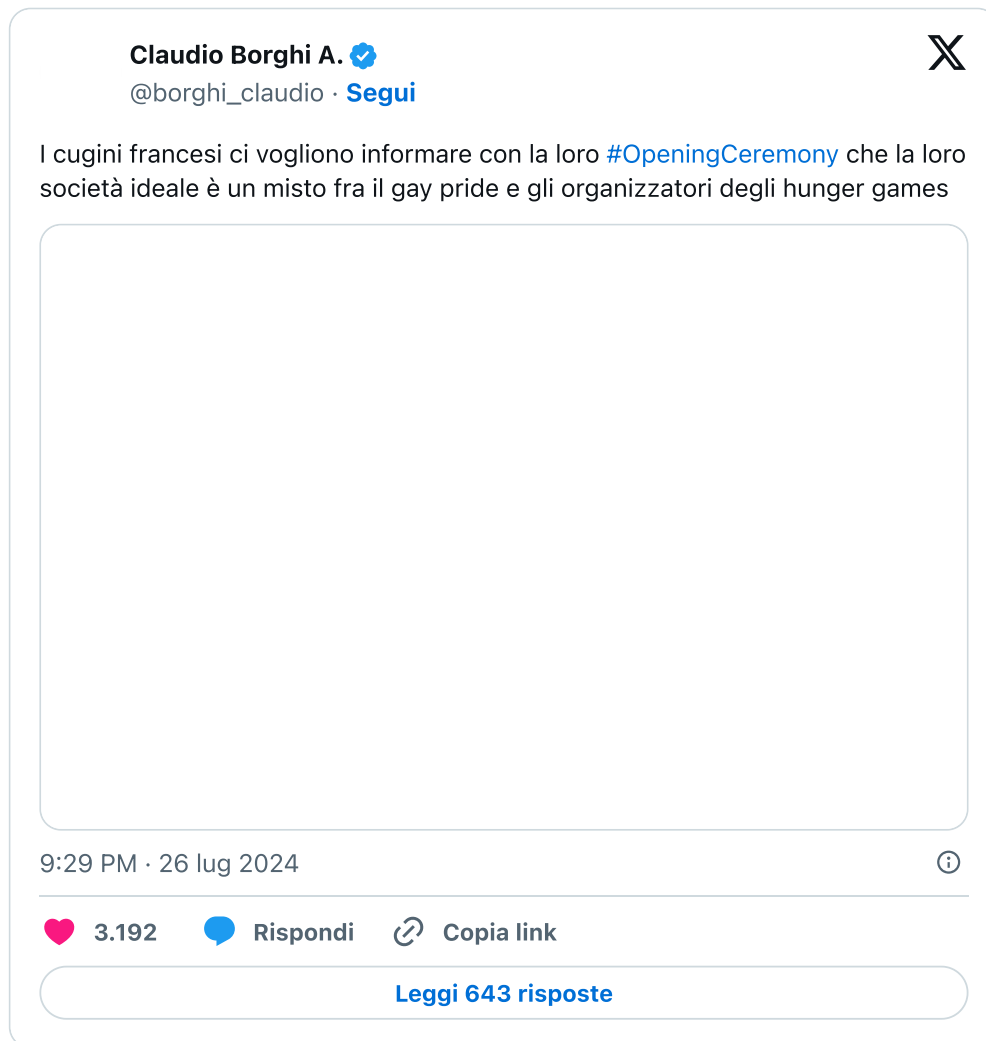 Claudio Borghi A.
@borghi_claudio · Segui
I cugini francesi ci vogliono informare con la loro #OpeningCeremony che la loro
società ideale è un misto fra il gay pride e gli organizzatori degli hunger games
9:29 PM · 26 lug 2024
3.192 Rispondi Copia link
Leggi 643 risposte